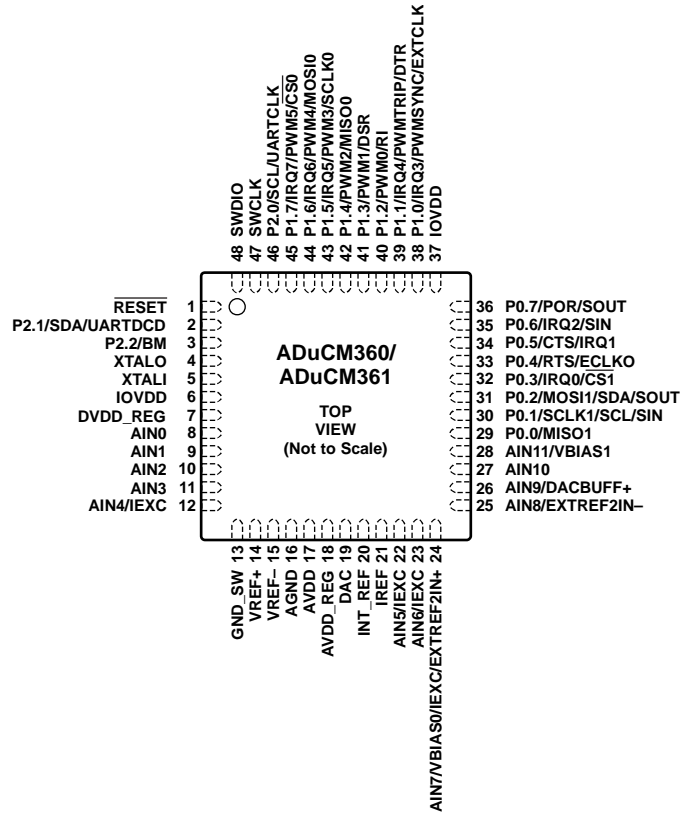 48 SWDIO
47 SWCLK
46 P2.0/SCL/UARTCLK
45 P1.7/IRQ7/PWM5/CS0
44 P1.6/IRQ6/PWM4/MOSI0
43 P1.5/IRQ5/PWM3/SCLK0
42 P1.4/PWM2/MISO0
41 P1.3/PWM1/DSR
40 P1.2/PWM0/RI
39 P1.1/IRQ4/PWMTRIP/DTR
38 P1.0/IRQ3/PWMSYNC/EXTCLK
37 IOVDD
RESET 1
P2.1/SDA/UARTDCD 2
P2.2/BM 3
XTALO 4
XTALI 5
IOVDD 6
DVDD_REG 7
AIN0 8
AIN1 9
AIN2 10
AIN3 11
AIN4/IEXC 12
ADuCM360/
ADuCM361
TOP
VIEW
(Not to Scale)
36 P0.7/POR/SOUT
35 P0.6/IRQ2/SIN
34 P0.5/CTS/IRQ1
33 P0.4/RTS/ECLKO
32 P0.3/IRQ0/CS1
31 P0.2/MOSI1/SDA/SOUT
30 P0.1/SCLK1/SCL/SIN
29 P0.0/MISO1
28 AIN11/VBIAS1
27 AIN10
26 AIN9/DACBUFF+
25 AIN8/EXTREF2IN–
GND_SW 13
VREF+ 14
VREF– 15
AGND 16
AVDD 17
AVDD_REG 18
DAC 19
INT_REF 20
IREF 21
AIN5/IEXC 22
AIN6/IEXC 23
AIN7/VBIAS0/IEXC/EXTREF2IN+ 24